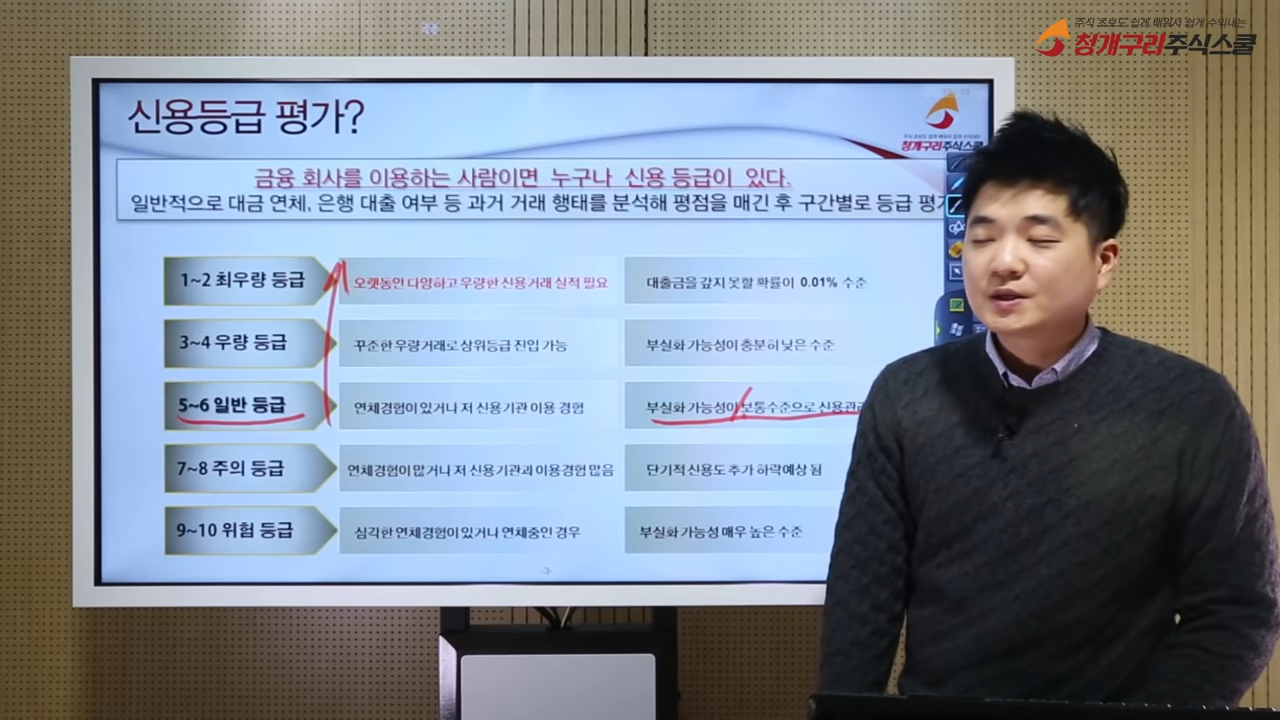 주식 초보도 쉽게 배워서 쉽게 수익내는
청개구리주식스쿨
신용등급 평가?
청개구리주식스쿨
금융 회사를 이용하는 사람이면 누구나 신용 등급이 있다.
일반적으로 대금 연체, 은행 대출 여부 등 과거 거래 행태를 분석해 평점을 매긴 후 구간별로 등급
1~2 최우량 등급
오랫동안 다양하고 우량한 신용거래 실적 필요
대출금을 갚지 못할 확률이 0.01% 수준
3~4 우량 등급
꾸준한 우량거래로 상위등급 진입 가능
부실화 가능성이 충분히 낮은 수준
5~6 일반 등급
연체경험이 있거나 저 신용기관 이용 경험
부실화 가능성이 보통수준으로
7~8 주의 등급
연체경험이 많거나 저 신용기관과 이용경험 많음
단기적 신용도 추가 하락 예상 됨
9~10 위험 등급
심각한 연체경험이 있거나 연체중인 경우
부실화 가능성 매우 높은 수준
-3-